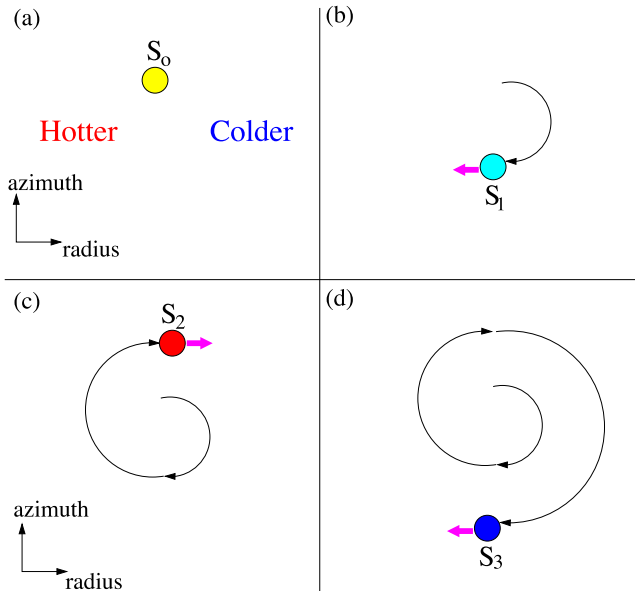 (a)
S₀
Hotter
Colder
azimuth
radius
(b)
S₁
(c)
S₂
azimuth
radius
(d)
S₃